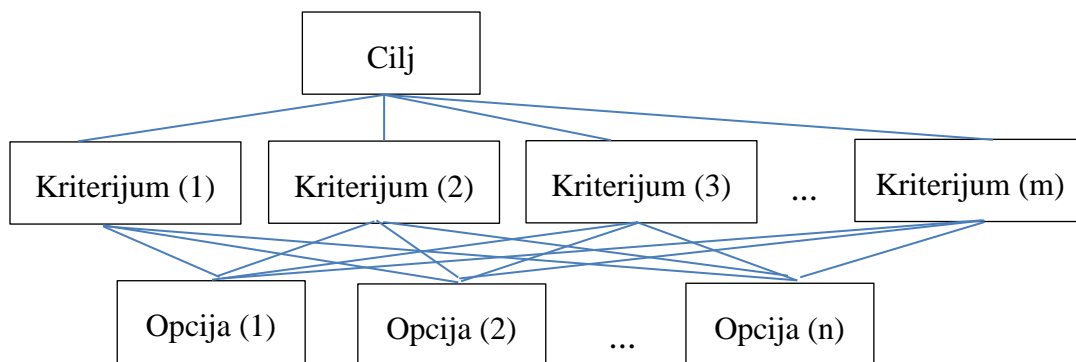 Cilj
Kriterijum (1)
Kriterijum (2)
Kriterijum (3)
...
Kriterijum (m)
Opcija (1)
Opcija (2)
...
Opcija (n)